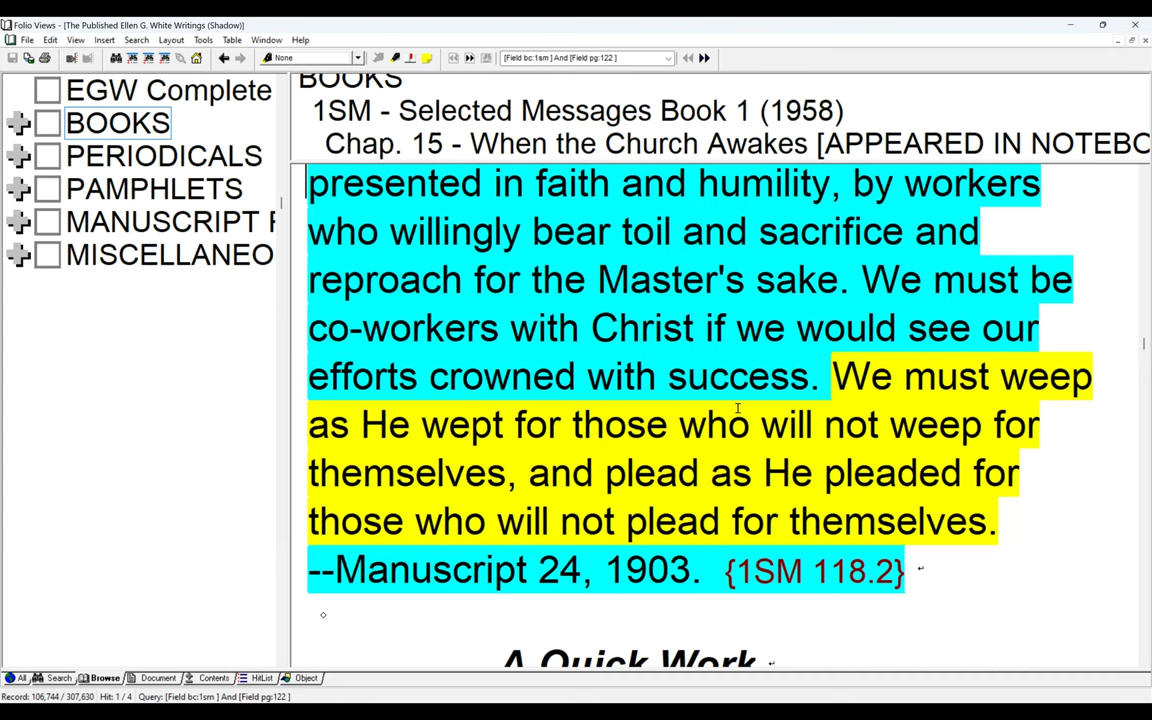 Folio Views - [The Published Ellen G. White Writings (Shadow)]
File Edit View Insert Search Layout Tools Table Window Help
None
[Field bc:1sm ] And [Field pg:122 ]
EGW Complete
BOOKS
PERIODICALS
PAMPHLETS
MANUSCRIPT
MISCELLANEO
BOOKS
1SM - Selected Messages Book 1 (1958)
Chap. 15 - When the Church Awakes [APPEARED IN NOTEBO
presented in faith and humility, by workers
who willingly bear toil and sacrifice and
reproach for the Master's sake. We must be
co-workers with Christ if we would see our
efforts crowned with success. We must weep
as He wept for those who will not weep for
themselves, and plead as He pleaded for
those who will not plead for themselves.
--Manuscript 24, 1903. {1SM 118.2}
A Quick Work
All Search Browse Document Contents HitList Object
Record: 106,744 / 307,630 Hit: 1 / 4 Query: [Field bc:1sm ] And [Field pg:122 ]